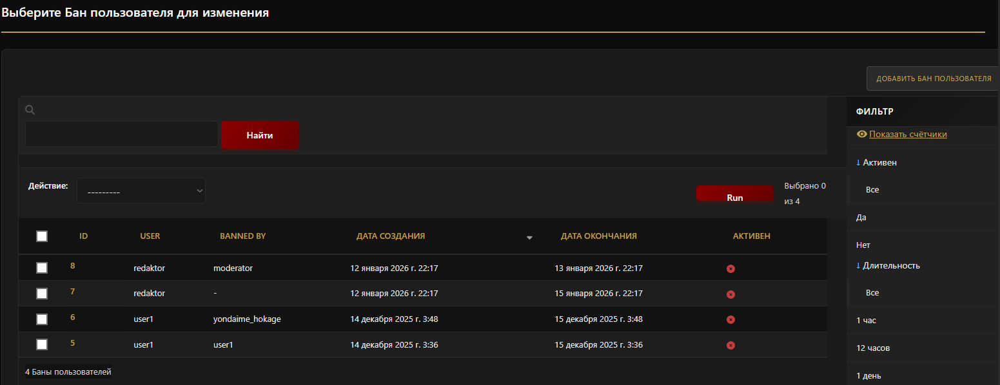 Выберите Бан пользователя для изменения
ДОБАВИТЬ БАН ПОЛЬЗОВАТЕЛЯ
Найти
Действие: --------- Run Выбрано 0
из 4
ID USER BANNED BY ДАТА СОЗДАНИЯ ДАТА ОКОНЧАНИЯ АКТИВЕН
8 redaktor moderator 12 января 2026 г. 22:17 13 января 2026 г. 22:17
7 redaktor - 12 января 2026 г. 22:17 15 января 2026 г. 22:17
6 user1 yondaime_hokage 14 декабря 2025 г. 3:48 15 декабря 2025 г. 3:48
5 user1 user1 14 декабря 2025 г. 3:36 15 декабря 2025 г. 3:36
4 Баны пользователей
ФИЛЬТР
Показать счётчики
↓ Активен
Все
Да
Нет
↓ Длительность
Все
1 час
12 часов
1 день